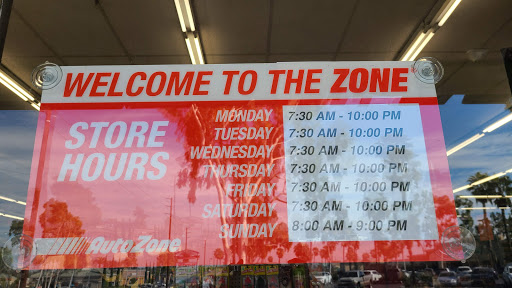 WELCOME TO THE ZONE
STORE HOURS
MONDAY 7:30 AM - 10:00 PM
TUESDAY 7:30 AM - 10:00 PM
WEDNESDAY 7:30 AM - 10:00 PM
THURSDAY 7:30 AM - 10:00 PM
FRIDAY 7:30 AM - 10:00 PM
SATURDAY 7:30 AM - 10:00 PM
SUNDAY 8:00 AM - 9:00 PM
AutoZone